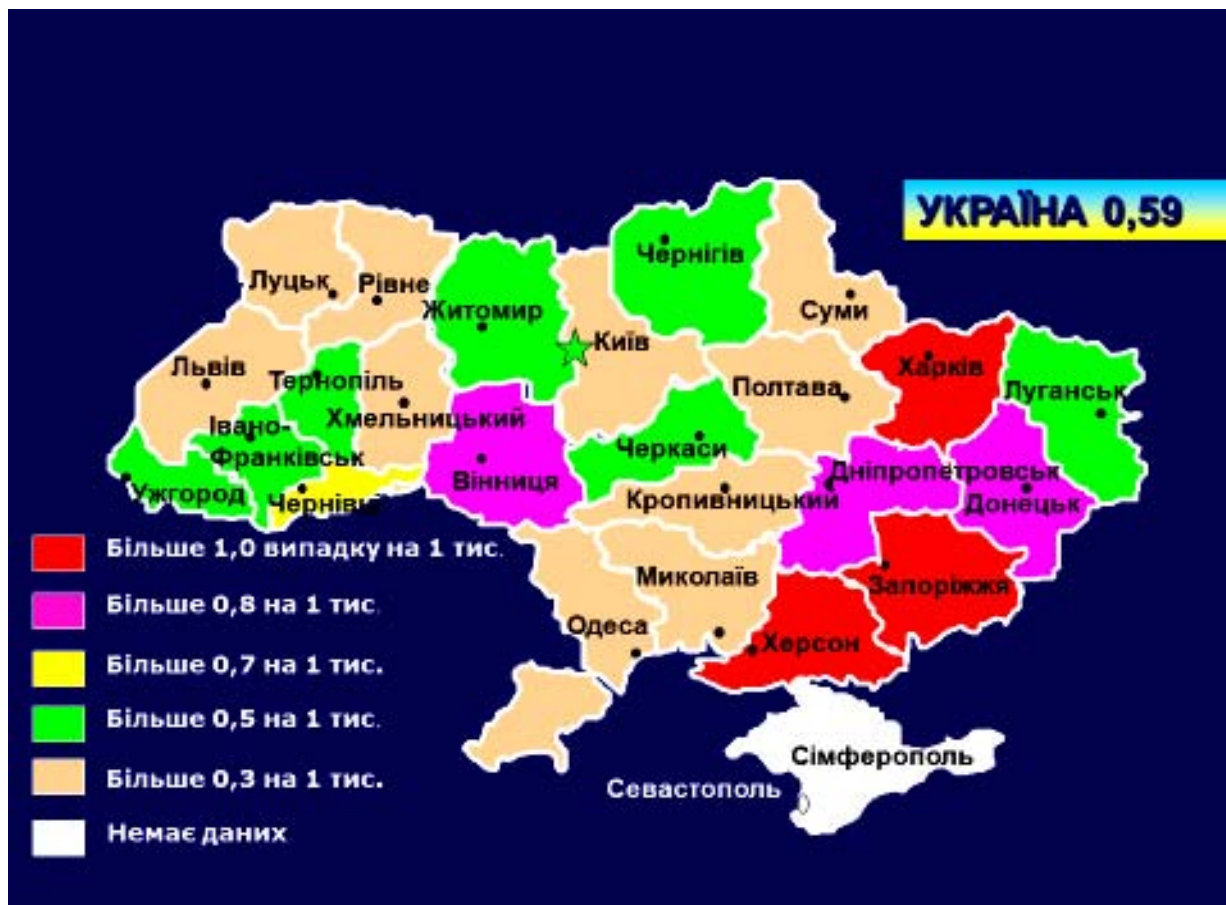 УКРАЇНА 0,59
Чернігів
Луцьк
Рівне
Житомир
Суми
Київ
Львів
Тернопіль
Харків
Полтава
Луганськ
Хмельницький
Івано-
Франківськ
Черкаси
Вінниця
Дніпропетровськ
Ужгород
Чернівці
Кропивницький
Донецьк
Більше 1,0 випадку на 1 тис.
Миколаїв
Запоріжжя
Більше 0,8 на 1 тис.
Одеса
Херсон
Більше 0,7 на 1 тис.
Більше 0,5 на 1 тис.
Сімферополь
Більше 0,3 на 1 тис.
Севастополь
Немає даних